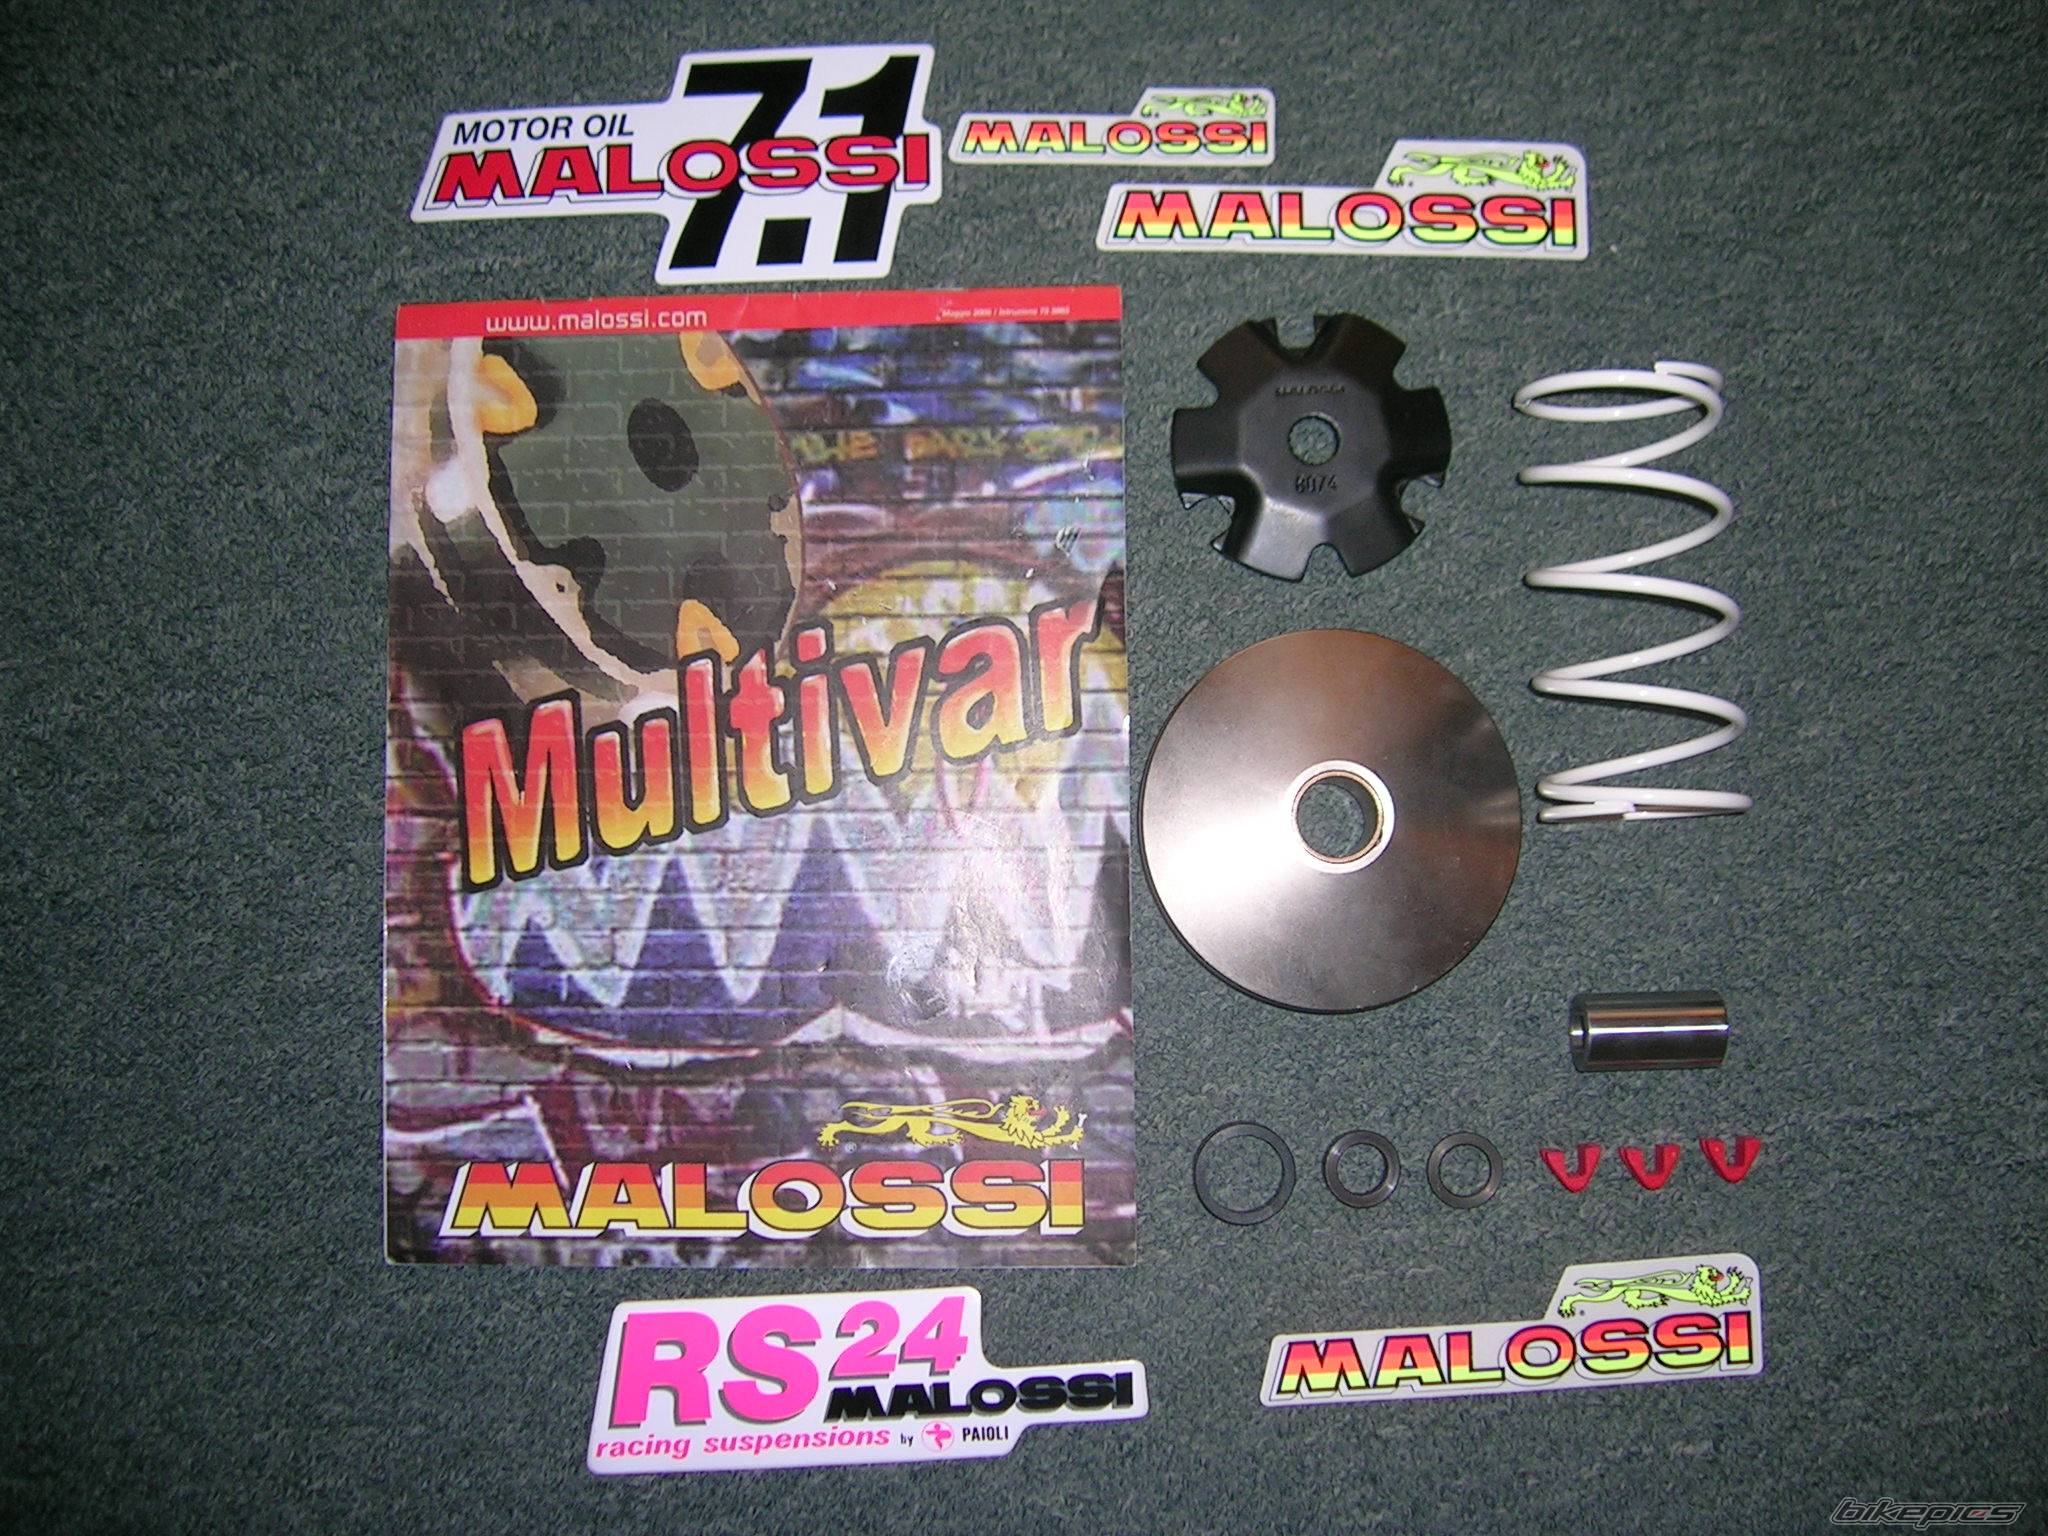 MOTOR OIL
7.1
MALOSSI
MALOSSI
MALOSSI
www.malossi.com
Multivar
MALOSSI
6074
RS24
MALOSSI
racing suspensions by PAIOLI
MALOSSI
bikepics